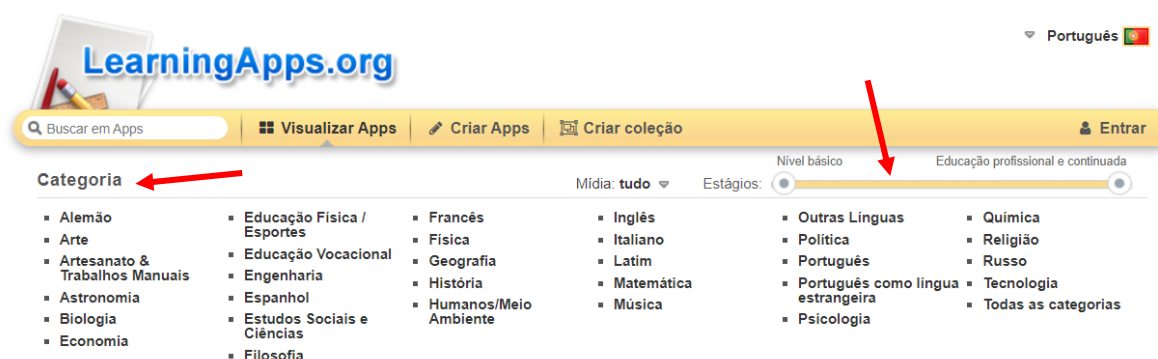 Português
LearningApps.org
Buscar em Apps
Visualizar Apps
Criar Apps
Criar coleção
Entrar
Nível básico
Educação profissional e continuada
Categoria
Mídia: tudo
Estágios:
Alemão
Arte
Artesanato &
Trabalhos Manuais
Astronomia
Biologia
Economia
Educação Física /
Esportes
Educação Vocacional
Engenharia
Espanhol
Estudos Sociais e
Ciências
Filosofia
Francês
Física
Geografia
História
Humanos/Meio
Ambiente
Inglês
Italiano
Latim
Matemática
Música
Outras Línguas
Política
Português
Português como língua
estrangeira
Psicologia
Química
Religião
Russo
Tecnologia
Todas as categorias